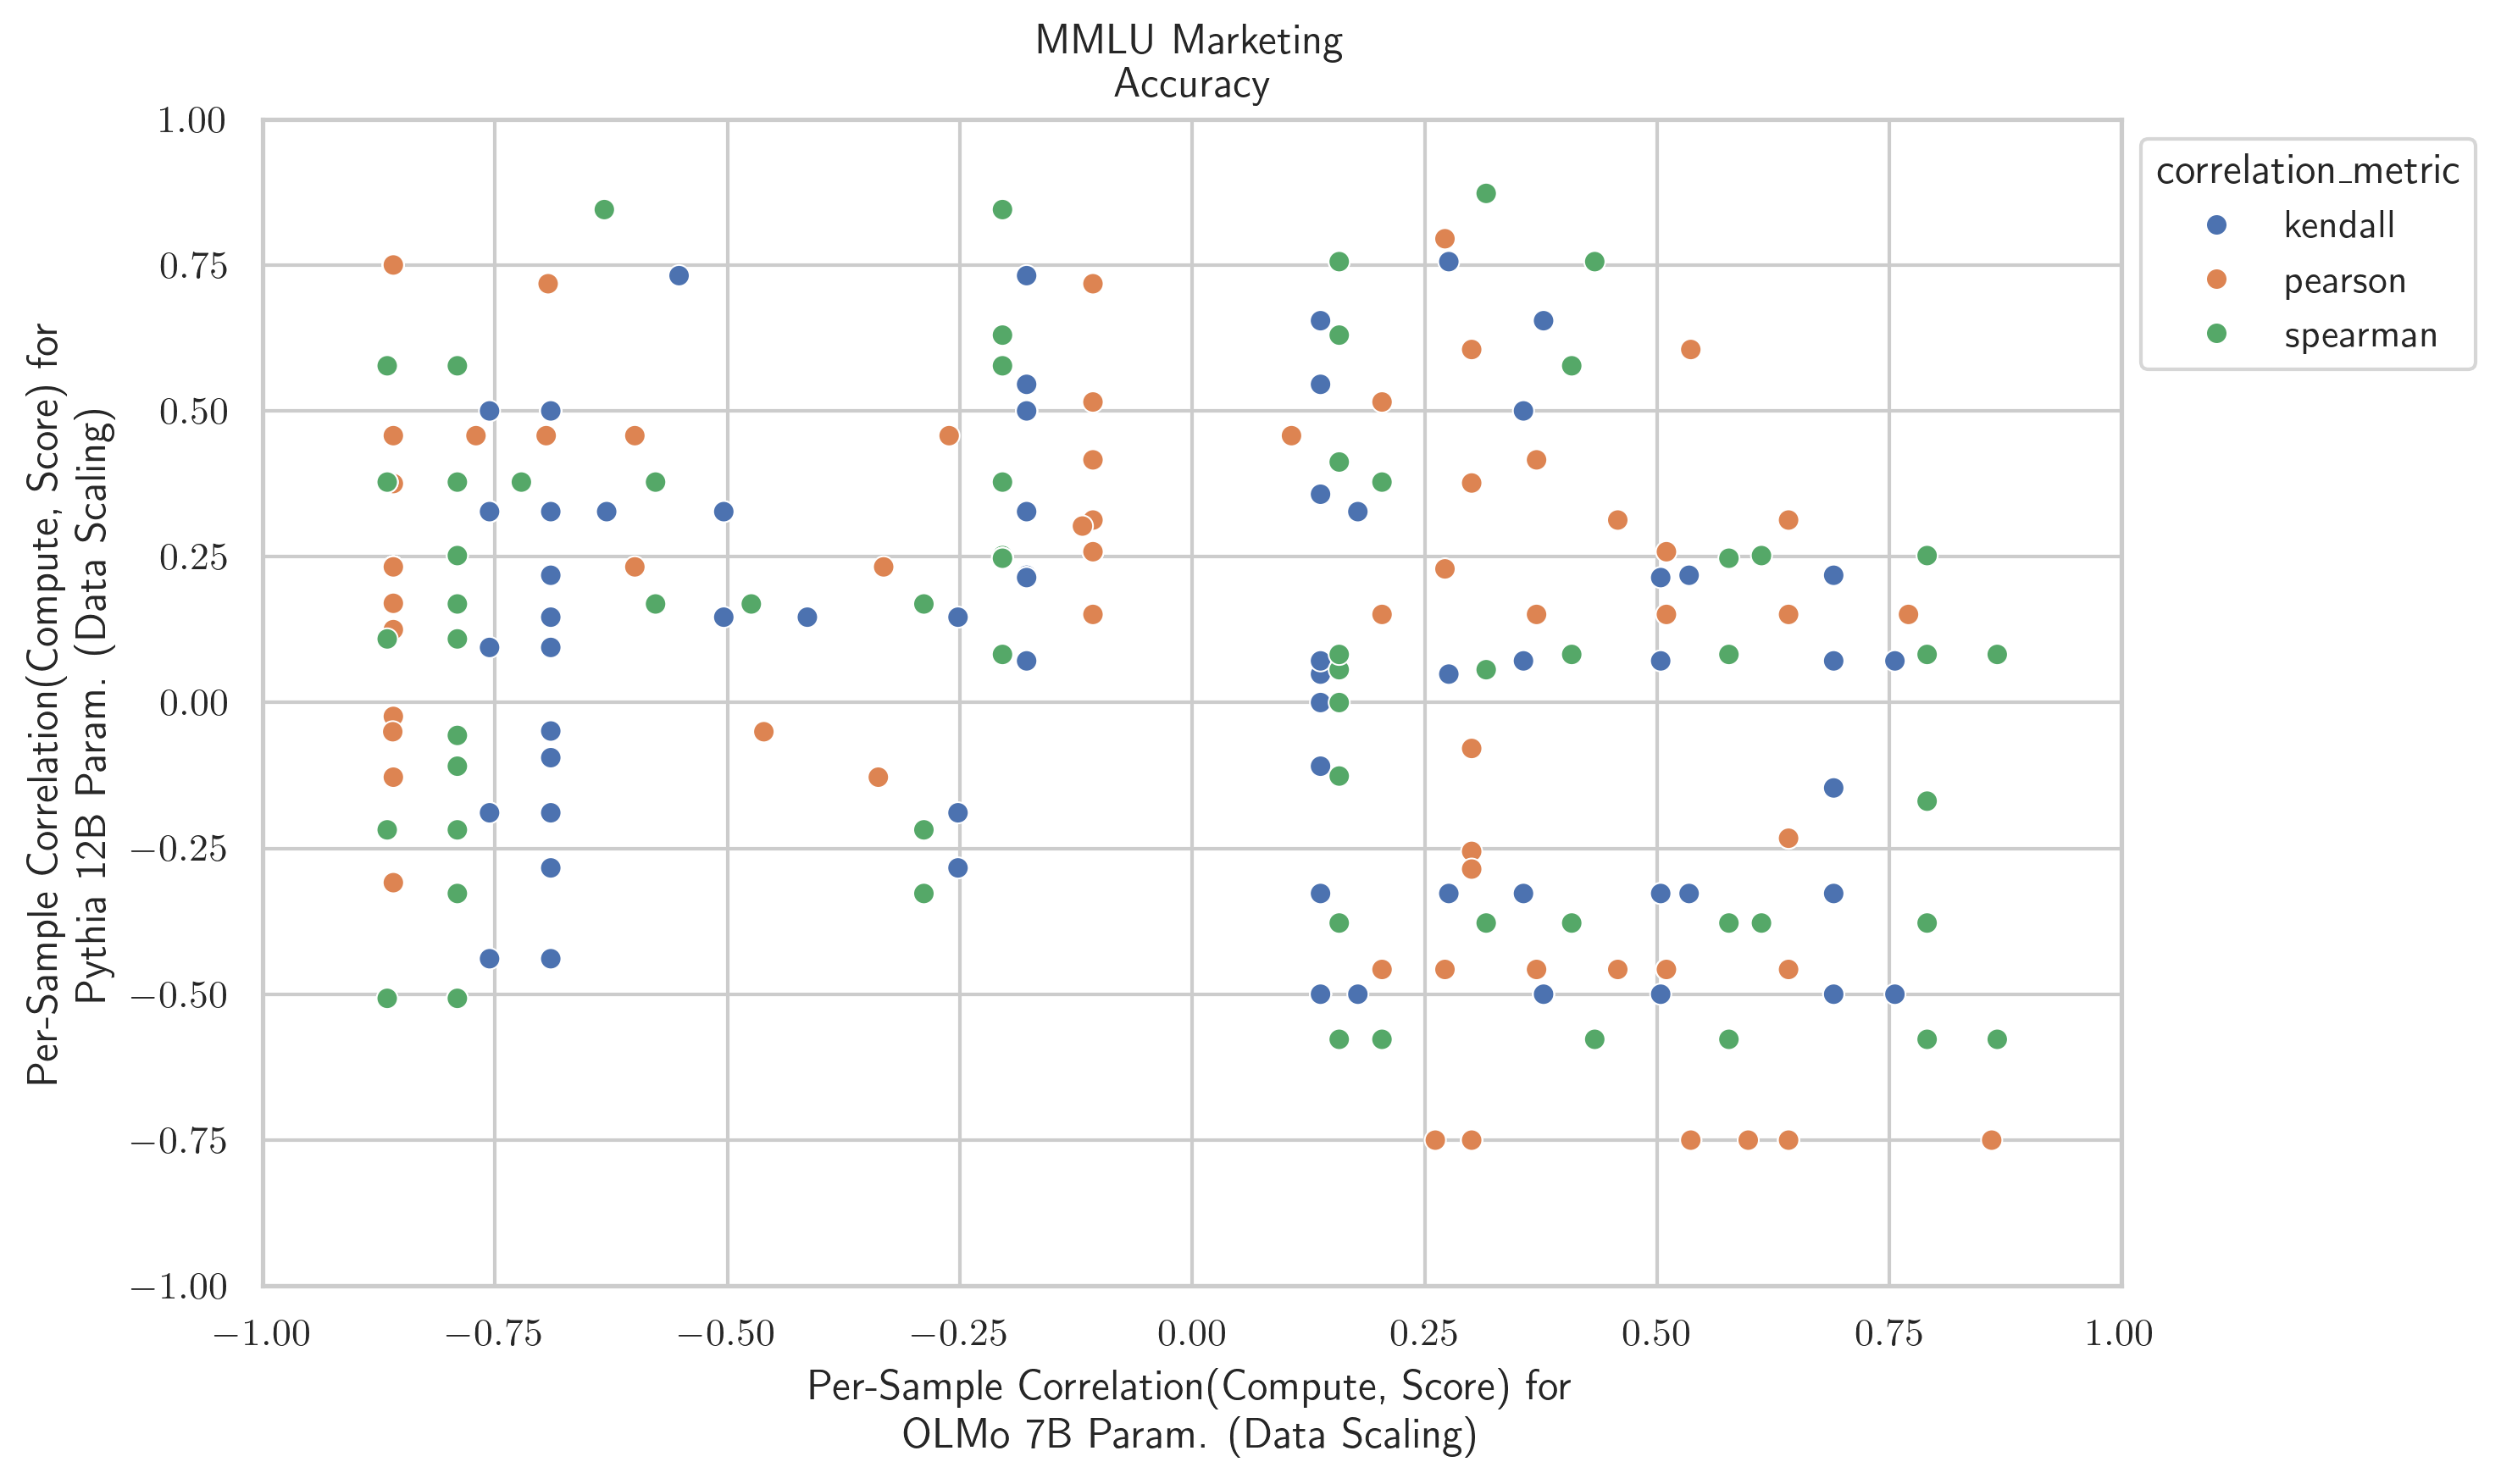 MMLU Marketing
Accuracy
Per-Sample Correlation(Compute, Score) for
Pythia 12B Param. (Data Scaling)
1.00
0.75
0.50
0.25
0.00
−0.25
−0.50
−0.75
−1.00
−1.00
−0.75
−0.50
−0.25
0.00
0.25
0.50
0.75
1.00
Per-Sample Correlation(Compute, Score) for
OLMo 7B Param. (Data Scaling)
correlation_metric
kendall
pearson
spearman